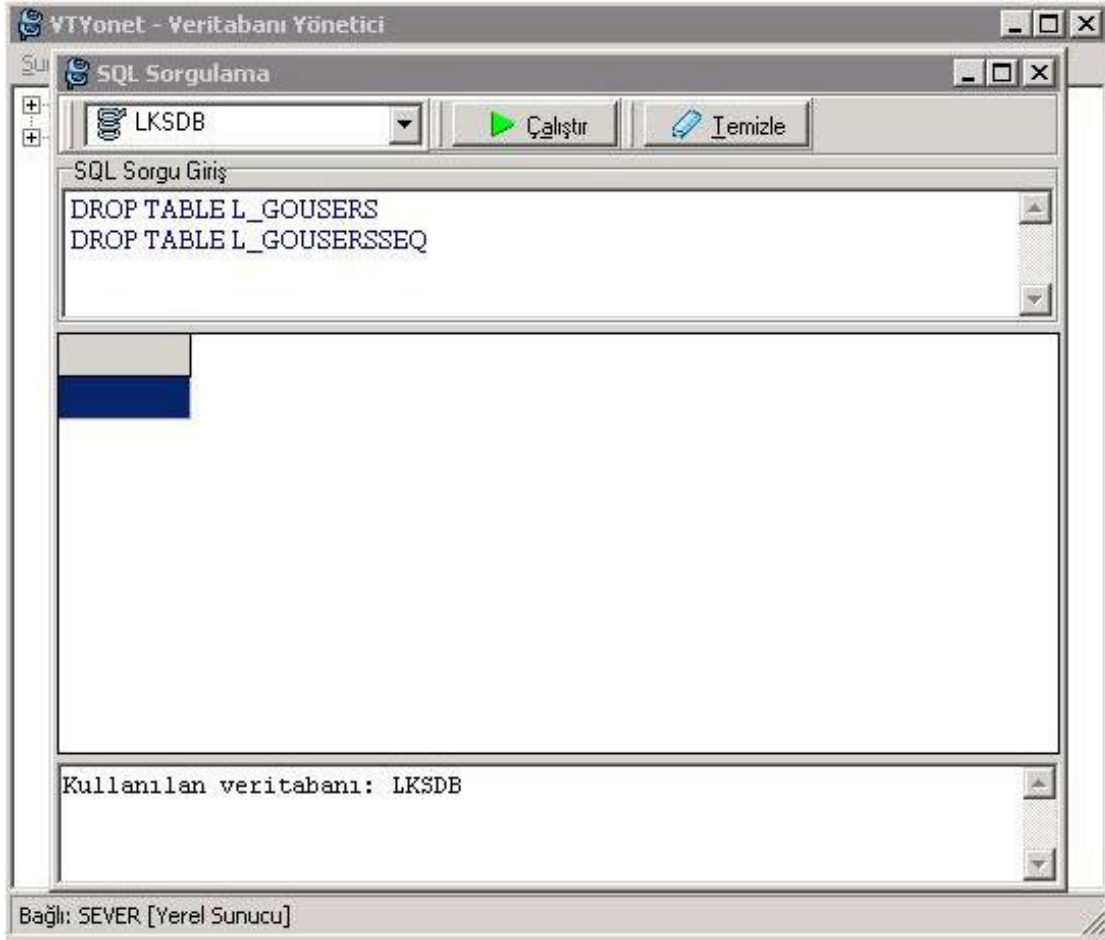 VTYonet - Veritabanı Yönetici
Su
SQL Sorgulama
LKSDB
Çalıştır
Temizle
SQL Sorgu Giriş
DROP TABLE L_GOUSERS
DROP TABLE L_GOUSERSSEQ
Kullanılan veritabanı: LKSDB
Bağlı: SEVER [Yerel Sunucu]